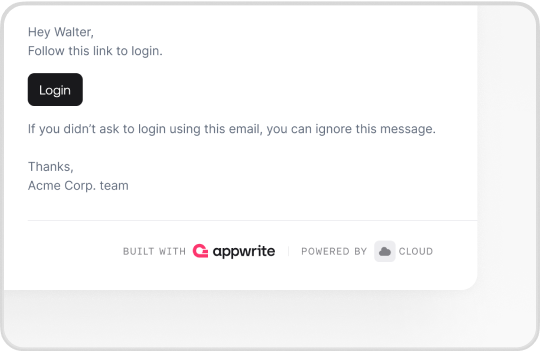 Hey Walter,
Follow this link to login.
Login
If you didn’t ask to login using this email, you can ignore this message.
Thanks,
Acme Corp. team
BUILT WITH appwrite POWERED BY CLOUD